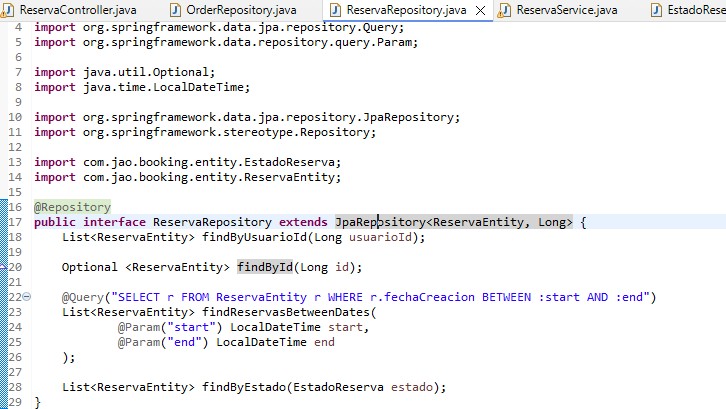 ReservaController.java OrderRepository.java ReservaRepository.java ReservaService.java EstadoRese
4 import org.springframework.data.jpa.repository.Query;
5 import org.springframework.data.jpa.repository.query.Param;
6
7 import java.util.Optional;
8 import java.time.LocalDateTime;
9
10 import org.springframework.data.jpa.repository.JpaRepository;
11 import org.springframework.stereotype.Repository;
12
13 import com.jao.booking.entity.EstadoReserva;
14 import com.jao.booking.entity.ReservaEntity;
15
16 @Repository
17 public interface ReservaRepository extends JpaRepository<ReservaEntity, Long> {
18 List<ReservaEntity> findByUsuarioId(Long usuarioId);
19
20 Optional <ReservaEntity> findById(Long id);
21
22 @Query("SELECT r FROM ReservaEntity r WHERE r.fechaCreacion BETWEEN :start AND :end")
23 List<ReservaEntity> findReservasBetweenDates(
24 @Param("start") LocalDateTime start,
25 @Param("end") LocalDateTime end
26 );
27
28 List<ReservaEntity> findByEstado(EstadoReserva estado);
29 }